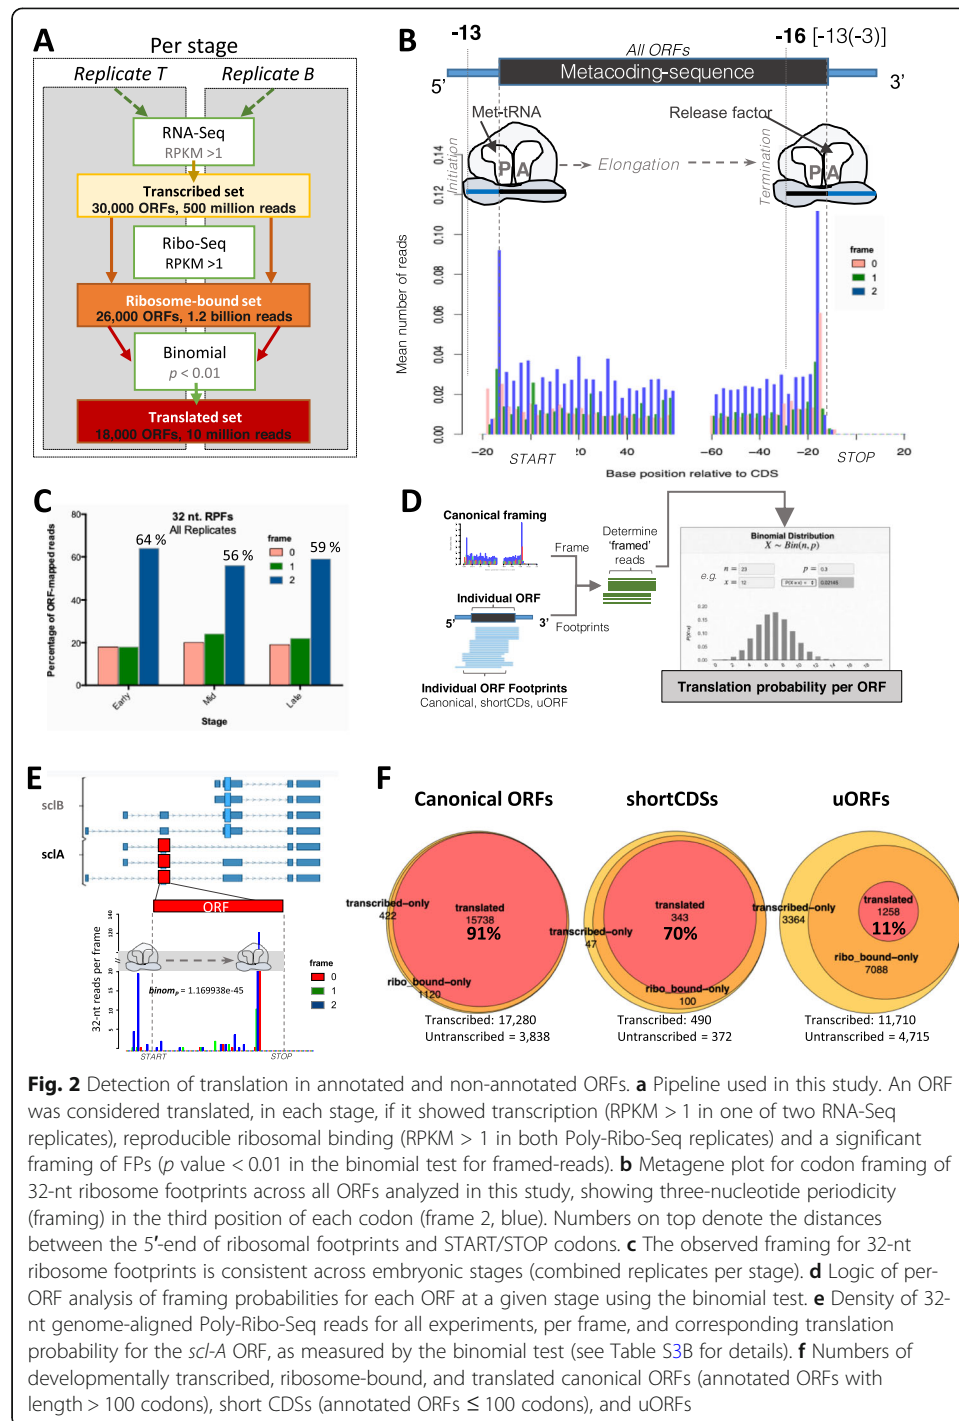 A
Per stage
Replicate T
Replicate B
RNA-Seq
RPKM >1
Transcribed set
30,000 ORFs, 500 million reads
Ribo-Seq
RPKM >1
Ribosome-bound set
26,000 ORFs, 1.2 billion reads
Binomial
p < 0.01
Translated set
18,000 ORFs, 10 million reads
B
-13
-16 [-13(-3)]
All ORFs
Metacoding-sequence
5’
3’
Met-tRNA
Release factor
Initiation
P A
Elongation
Termination
P A
Mean number of reads
0.14
0.12
0.10
0.08
0.06
0.04
0.02
0.00
frame
0
1
2
-20
START
20
40
-60
-40
-20
STOP
20
Base position relative to CDS
C
32 nt. RPFs
All Replicates
Percentage of ORF-mapped reads
80
60
40
20
0
64 %
56 %
59 %
frame
0
1
2
Early
Mid
Late
Stage
D
Canonical framing
Frame
Determine
‘framed’
reads
Individual ORF
5’
3’
Footprints
Individual ORF Footprints
Canonical, shortCDs, uORF
Binomial Distribution
X ~ Bin(n, p)
e.g.
n = 23
p = 0.3
x = 12
0.20
0.15
0.10
0.05
0.00
Translation probability per ORF
E
sclB
sclA
ORF
32-nt reads per frame
140
120
20
15
10
5
binomP = 1.169938e-45
frame
0
1
2
START
STOP
F
Canonical ORFs
shortCDSs
uORFs
transcribed-only
422
translated
15738
91%
ribo_bound-only
1120
Transcribed: 17,280
Untranscribed = 3,838
transcribed-only
47
translated
343
70%
ribo_bound-only
100
Transcribed: 490
Untranscribed = 372
transcribed-only
3364
translated
1258
11%
ribo_bound-only
7088
Transcribed: 11,710
Untranscribed = 4,715
Fig. 2 Detection of translation in annotated and non-annotated ORFs. a Pipeline used in this study. An ORF
was considered translated, in each stage, if it showed transcription (RPKM > 1 in one of two RNA-Seq
replicates), reproducible ribosomal binding (RPKM > 1 in both Poly-Ribo-Seq replicates) and a significant
framing of FPs (p value < 0.01 in the binomial test for framed-reads). b Metagene plot for codon framing of
32-nt ribosome footprints across all ORFs analyzed in this study, showing three-nucleotide periodicity
(framing) in the third position of each codon (frame 2, blue). Numbers on top denote the distances
between the 5′-end of ribosomal footprints and START/STOP codons. c The observed framing for 32-nt
ribosome footprints is consistent across embryonic stages (combined replicates per stage). d Logic of per-
ORF analysis of framing probabilities for each ORF at a given stage using the binomial test. e Density of 32-
nt genome-aligned Poly-Ribo-Seq reads for all experiments, per frame, and corresponding translation
probability for the scl-A ORF, as measured by the binomial test (see Table S3B for details). f Numbers of
developmentally transcribed, ribosome-bound, and translated canonical ORFs (annotated ORFs with
length > 100 codons), short CDSs (annotated ORFs ≤ 100 codons), and uORFs